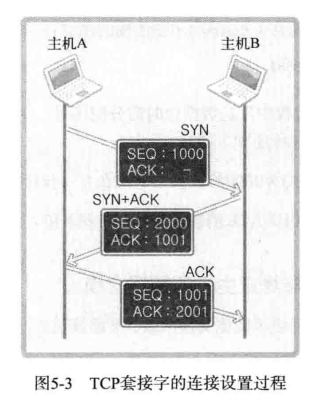 主机A
主机B
SYN
SEQ：1000
ACK： -
SYN+ACK
SEQ：2000
ACK：1001
ACK
SEQ：1001
ACK：2001
图5-3 TCP套接字的连接设置过程